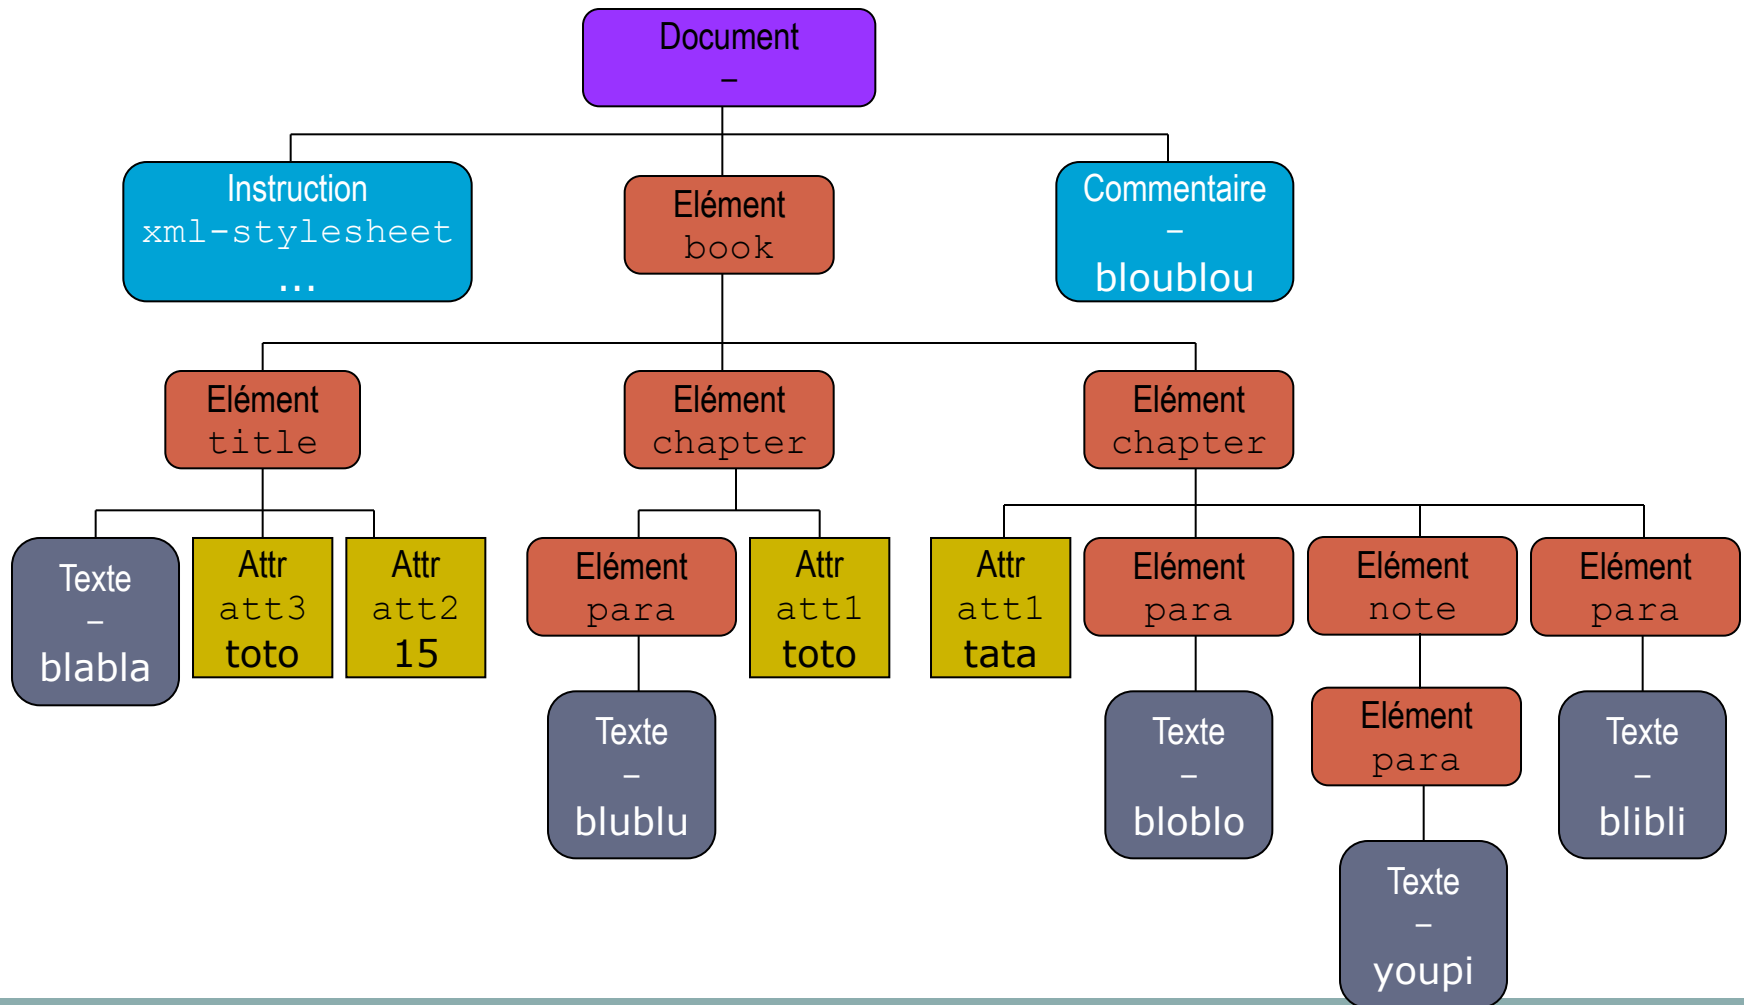 Document
–
Instruction
xml-stylesheet
...
Elément
book
Commentaire
–
bloublou
Elément
title
Elément
chapter
Elément
chapter
Texte
–
blabla
Attr
att3
toto
Attr
att2
15
Elément
para
Attr
att1
toto
Attr
att1
tata
Elément
para
Elément
note
Elément
para
Texte
–
blublu
Texte
–
bloblo
Elément
para
Texte
–
blibli
Texte
–
youpi